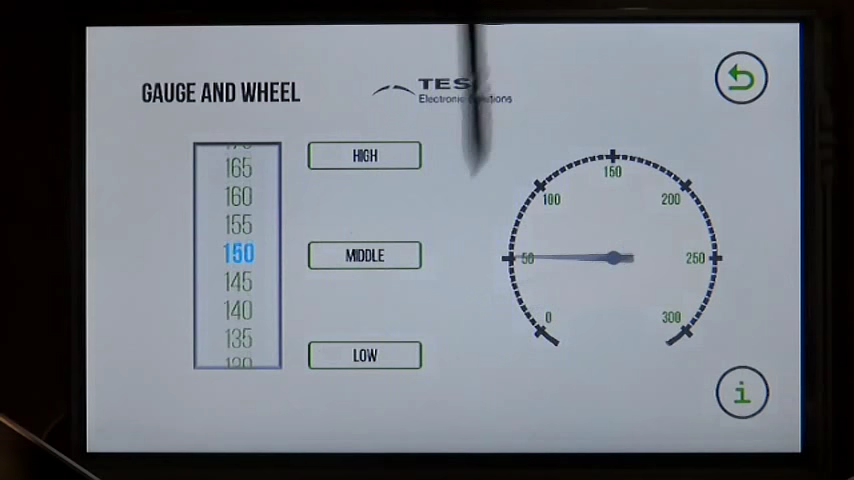 GAUGE AND WHEEL
TES
Electronic
165
160
155
150
145
140
135
130
HIGH
MIDDLE
LOW
0
50
100
150
200
250
300
i